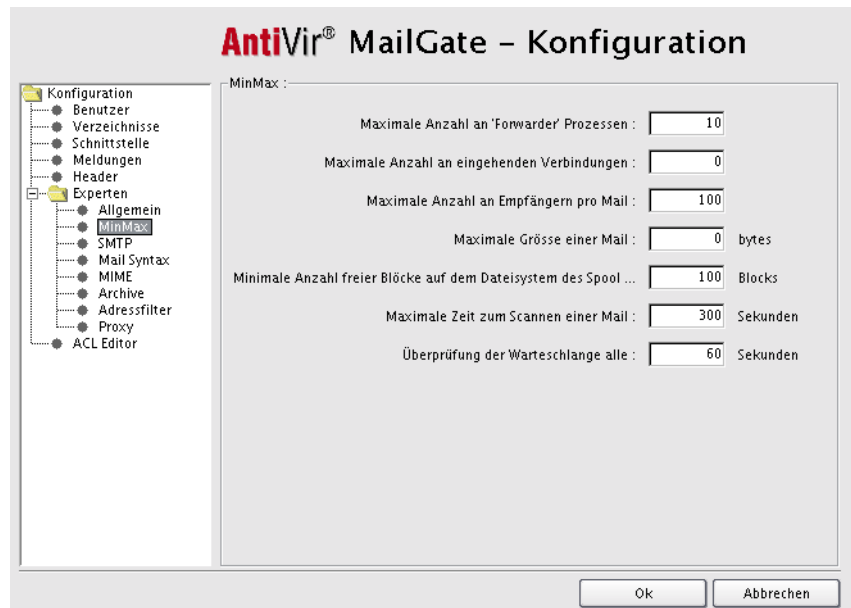 AntiVir® MailGate – Konfiguration
Konfiguration
Benutzer
Verzeichnisse
Schnittstelle
Meldungen
Header
Experten
Allgemein
MinMax
SMTP
Mail Syntax
MIME
Archive
Adressfilter
Proxy
ACL Editor
MinMax :
Maximale Anzahl an 'Forwarder' Prozessen : 10
Maximale Anzahl an eingehenden Verbindungen : 0
Maximale Anzahl an Empfängern pro Mail : 100
Maximale Grösse einer Mail : 0 bytes
Minimale Anzahl freier Blöcke auf dem Dateisystem des Spool ... 100 Blocks
Maximale Zeit zum Scannen einer Mail : 300 Sekunden
Überprüfung der Warteschlange alle : 60 Sekunden
Ok Abbrechen